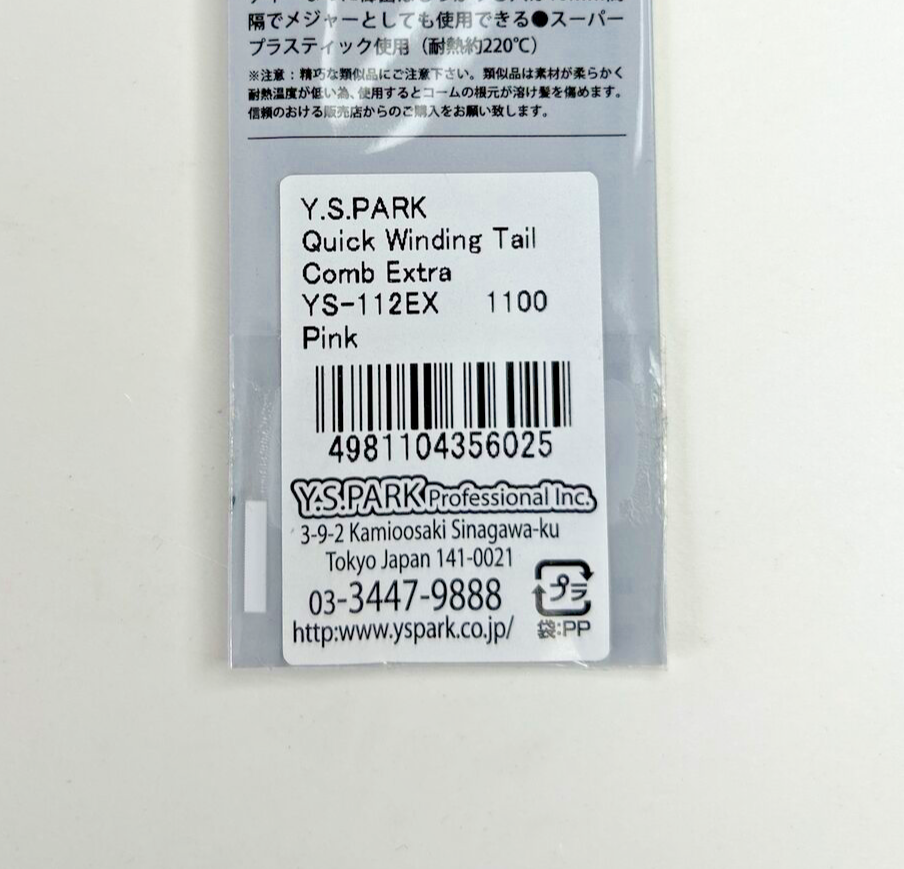 隔でメジャーとしても使用できる●スーパー
プラスティック使用（耐熱約220℃）
※注意：精巧な類似品にご注意下さい。類似品は素材が柔らかく
耐熱温度が低い為、使用するとコームの根元が溶け髪を傷めます。
信頼のおける販売店からのご購入をお願い致します。
Y.S.PARK
Quick Winding Tail
Comb Extra
YS-112EX 1100
Pink
4981104356025
Y.S.PARK Professional Inc.
3-9-2 Kamioosaki Sinagawa-ku
Tokyo Japan 141-0021
03-3447-9888
http:www.yspark.co.jp/
プラ
袋:PP